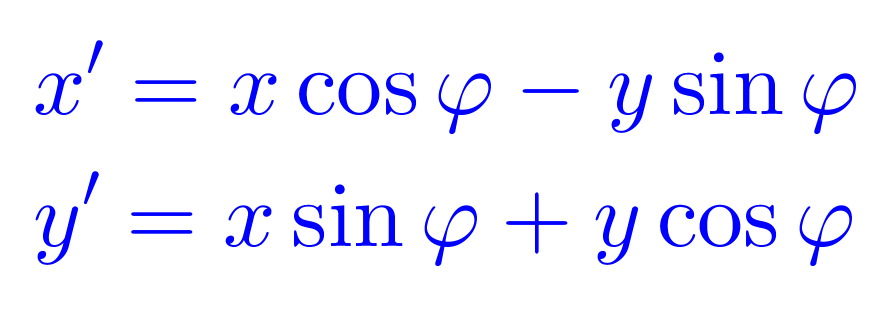 x′ = x cos φ − y sin φ
y′ = x sin φ + y cos φ